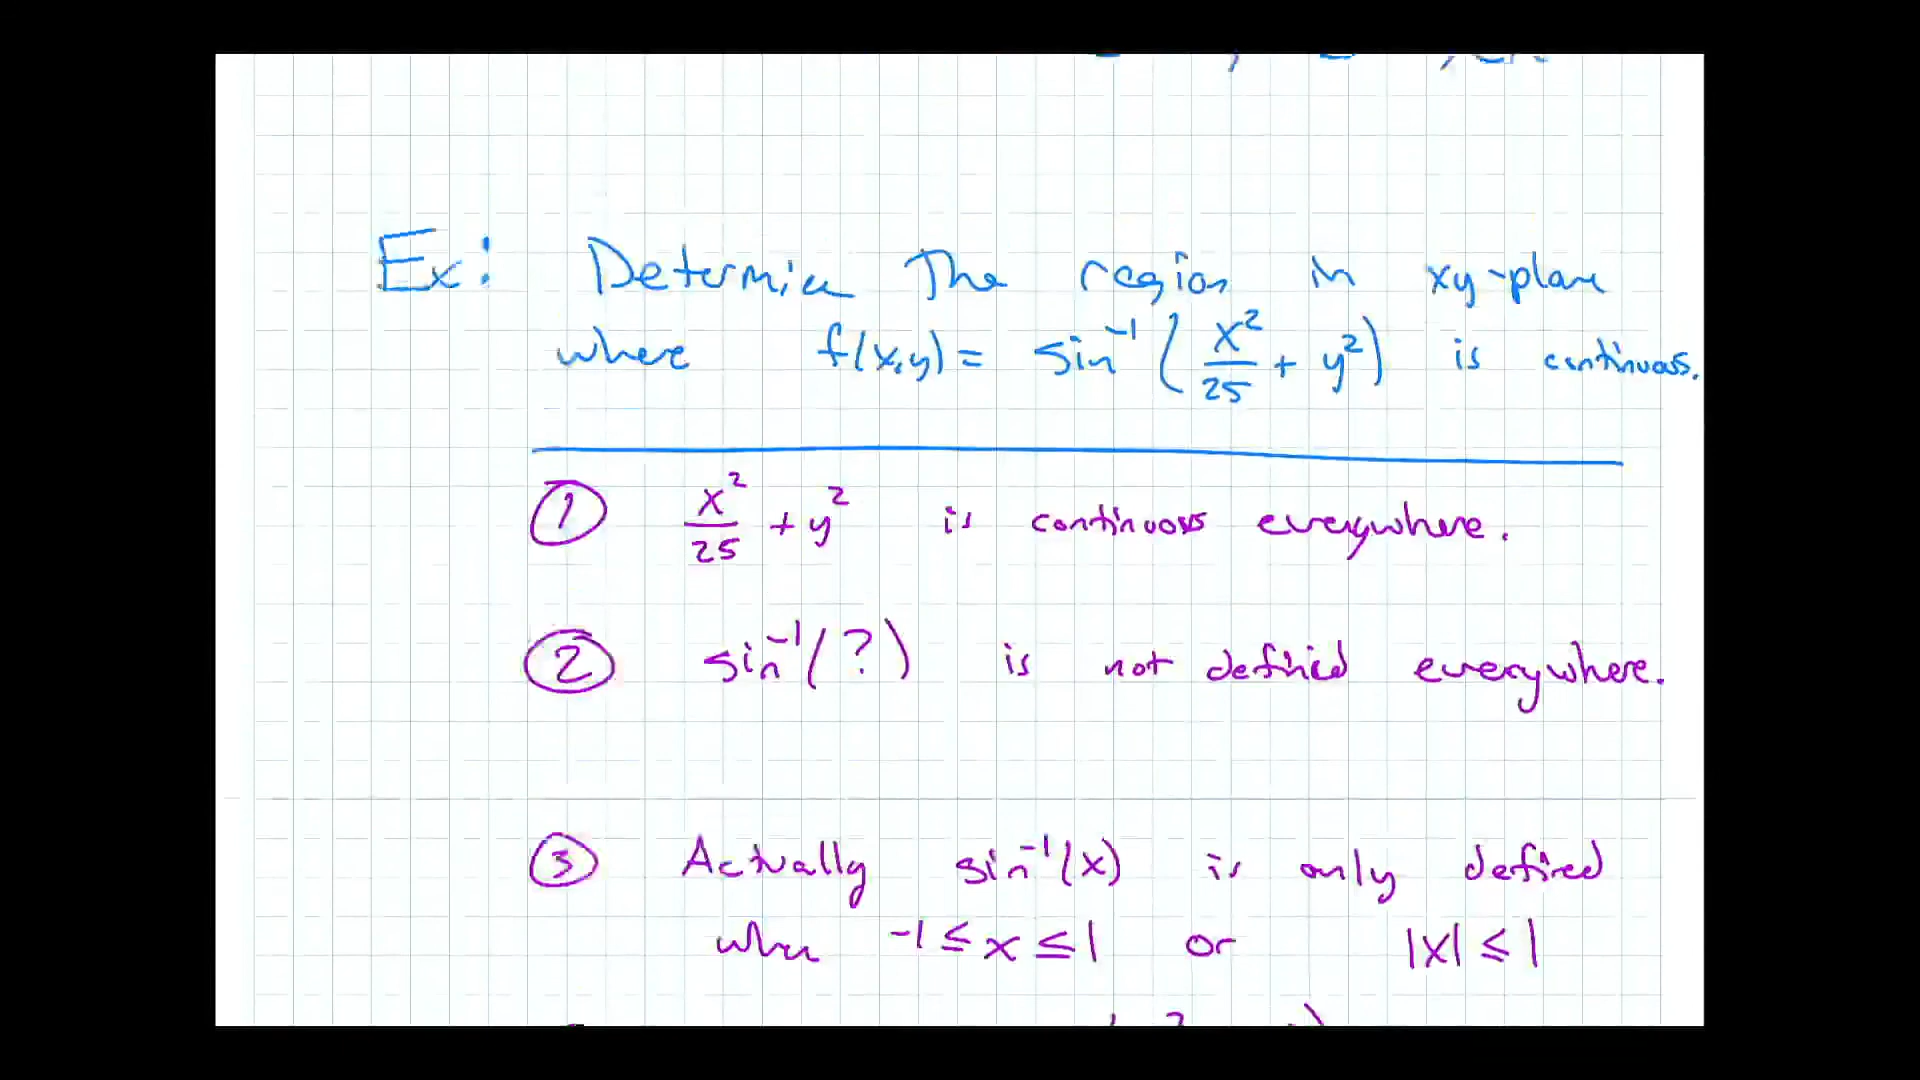 Ex: Determine The region in xy-plane
where f(x,y) = sin⁻¹(x²/25 + y²) is continuous.
① x²/25 + y² is continuous everywhere.
② sin⁻¹(?) is not defined everywhere.
③ Actually sin⁻¹(x) is only defined
when -1 ≤ x ≤ 1 or |x| ≤ 1